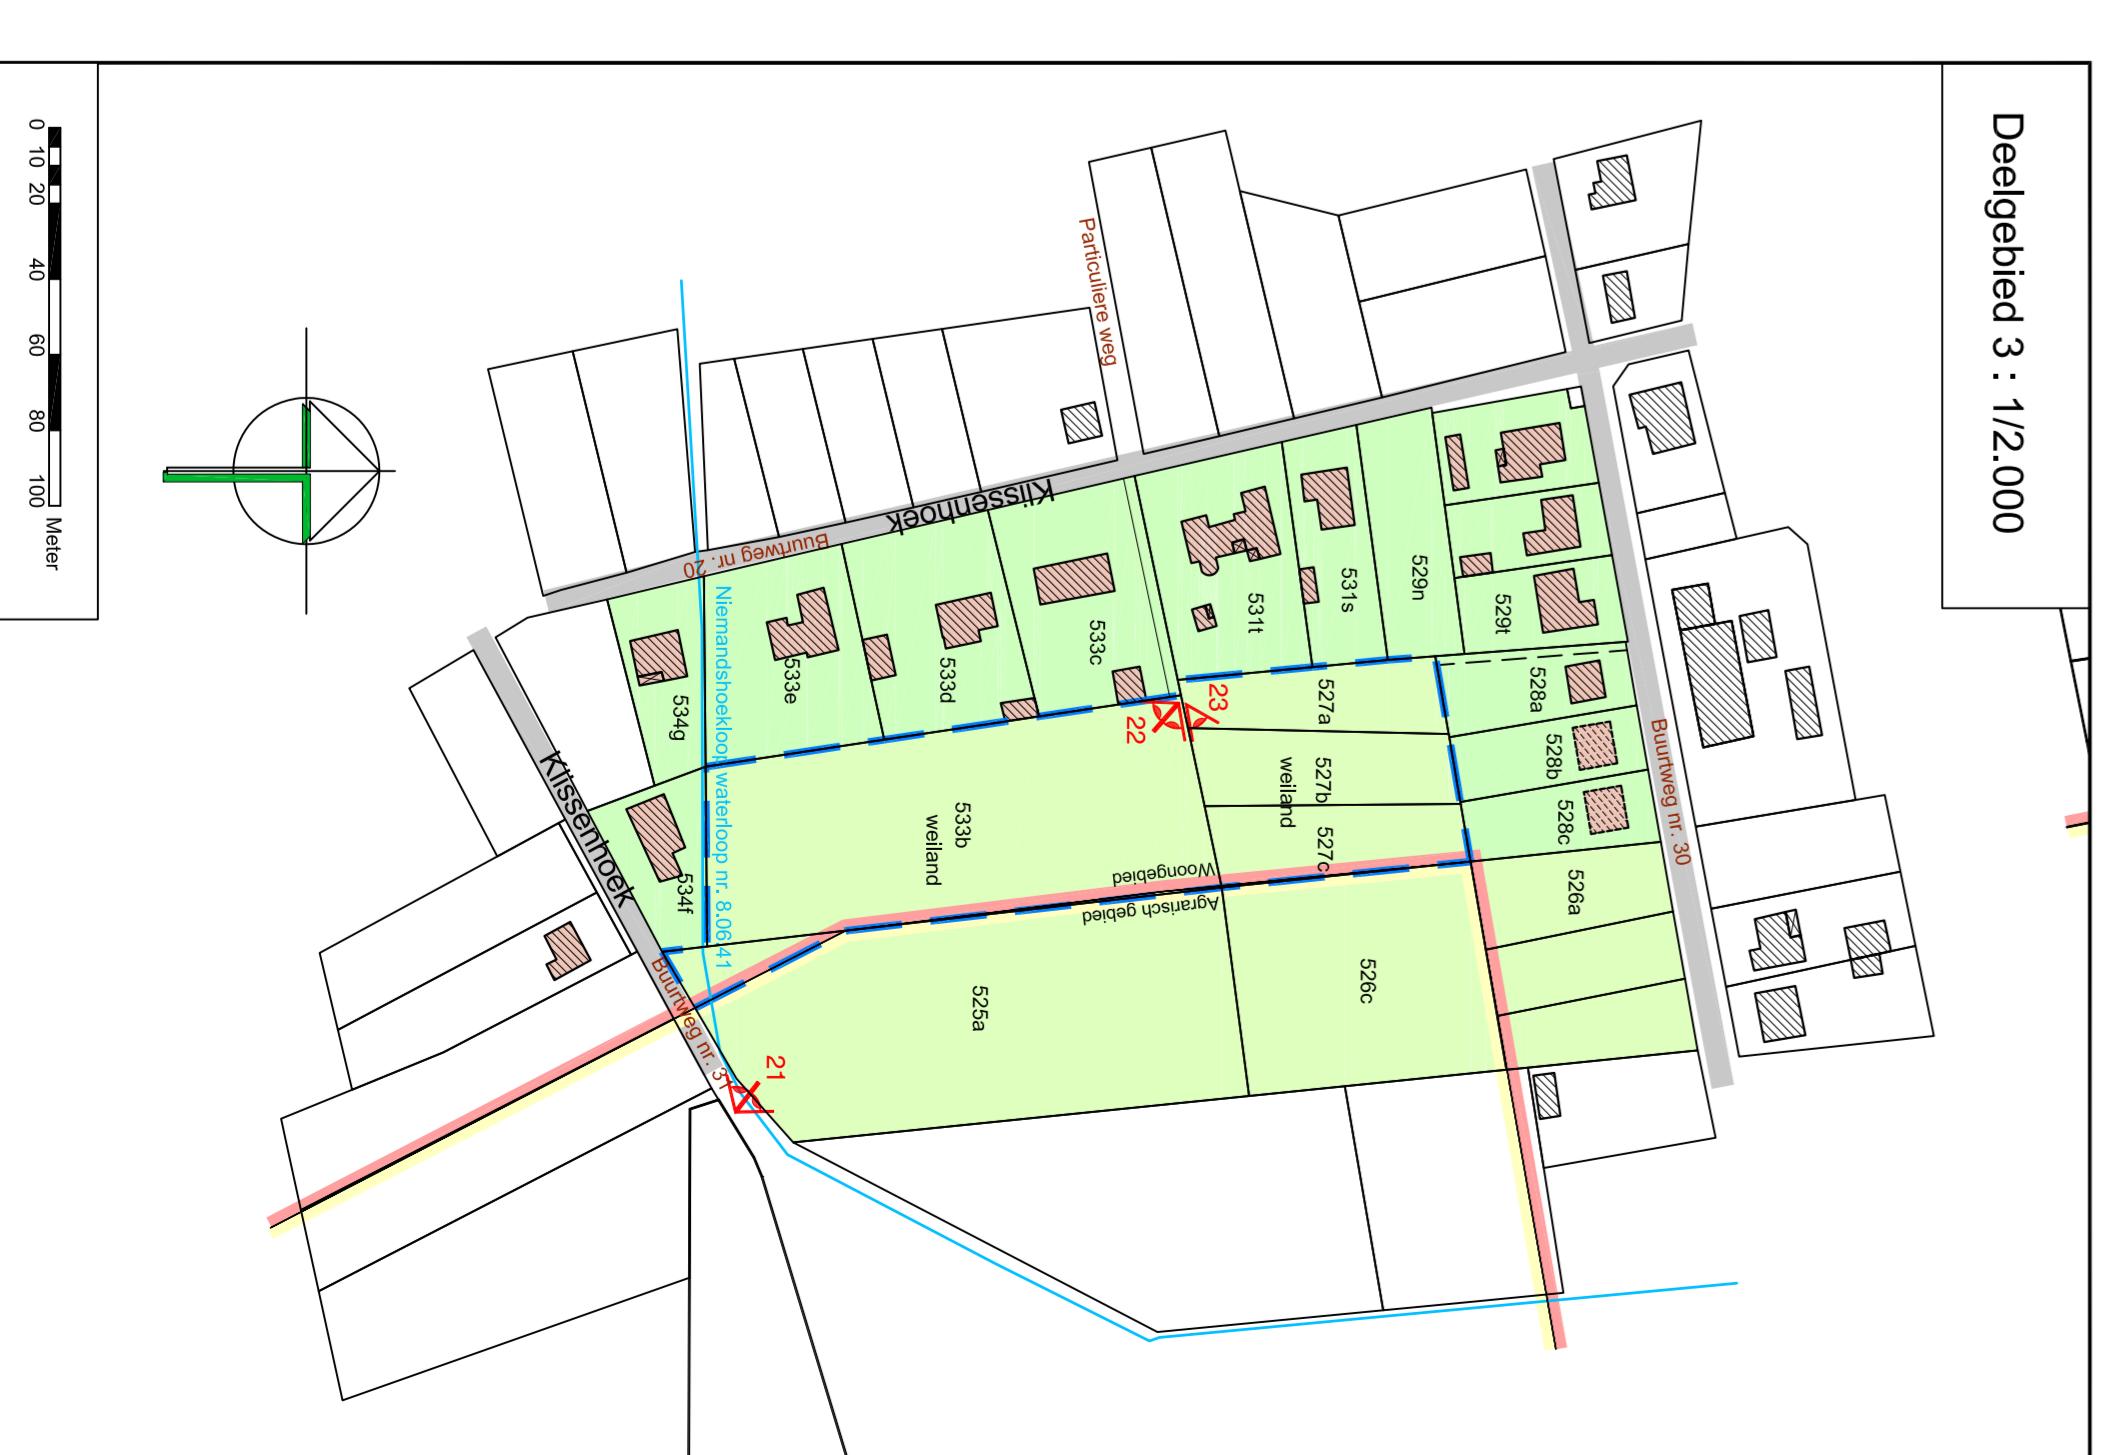 Deelgebied 3 : 1/2.000
0 10 20 40 60 80 100
Meter
Particuliere weg
Klissenhoek
Buurtweg nr. 20
Niemandshoekloop waterloop nr. 8.06.41
Buurtweg nr. 30
529n
529t
531s
531t
533c
533d
533e
534g
534f
528a
528b
528c
527a
527b
weiland
527c
533b
weiland
526a
526c
525a
Woongebied
Agrarisch gebied
23
22
21
Klissenhoek
Buurtweg nr. 31